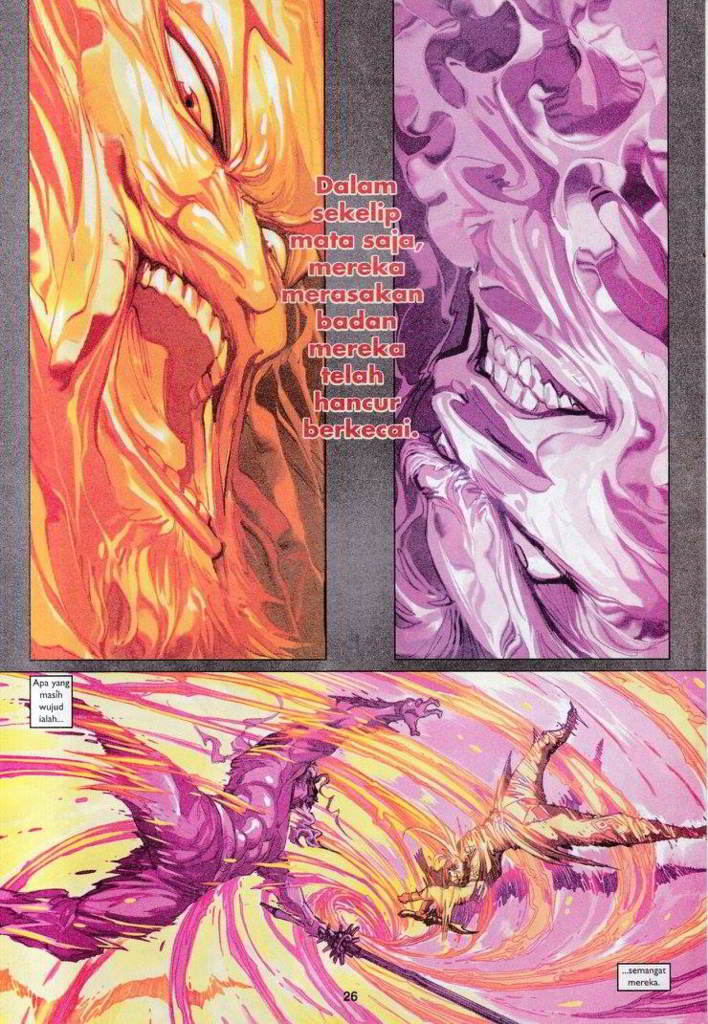 Dalam
sekelip
mata saja,
mereka
merasakan
badan
mereka
telah
hancur
berkecai.
Apa yang
masih
wujud
ialah...
...semangat
mereka.
26